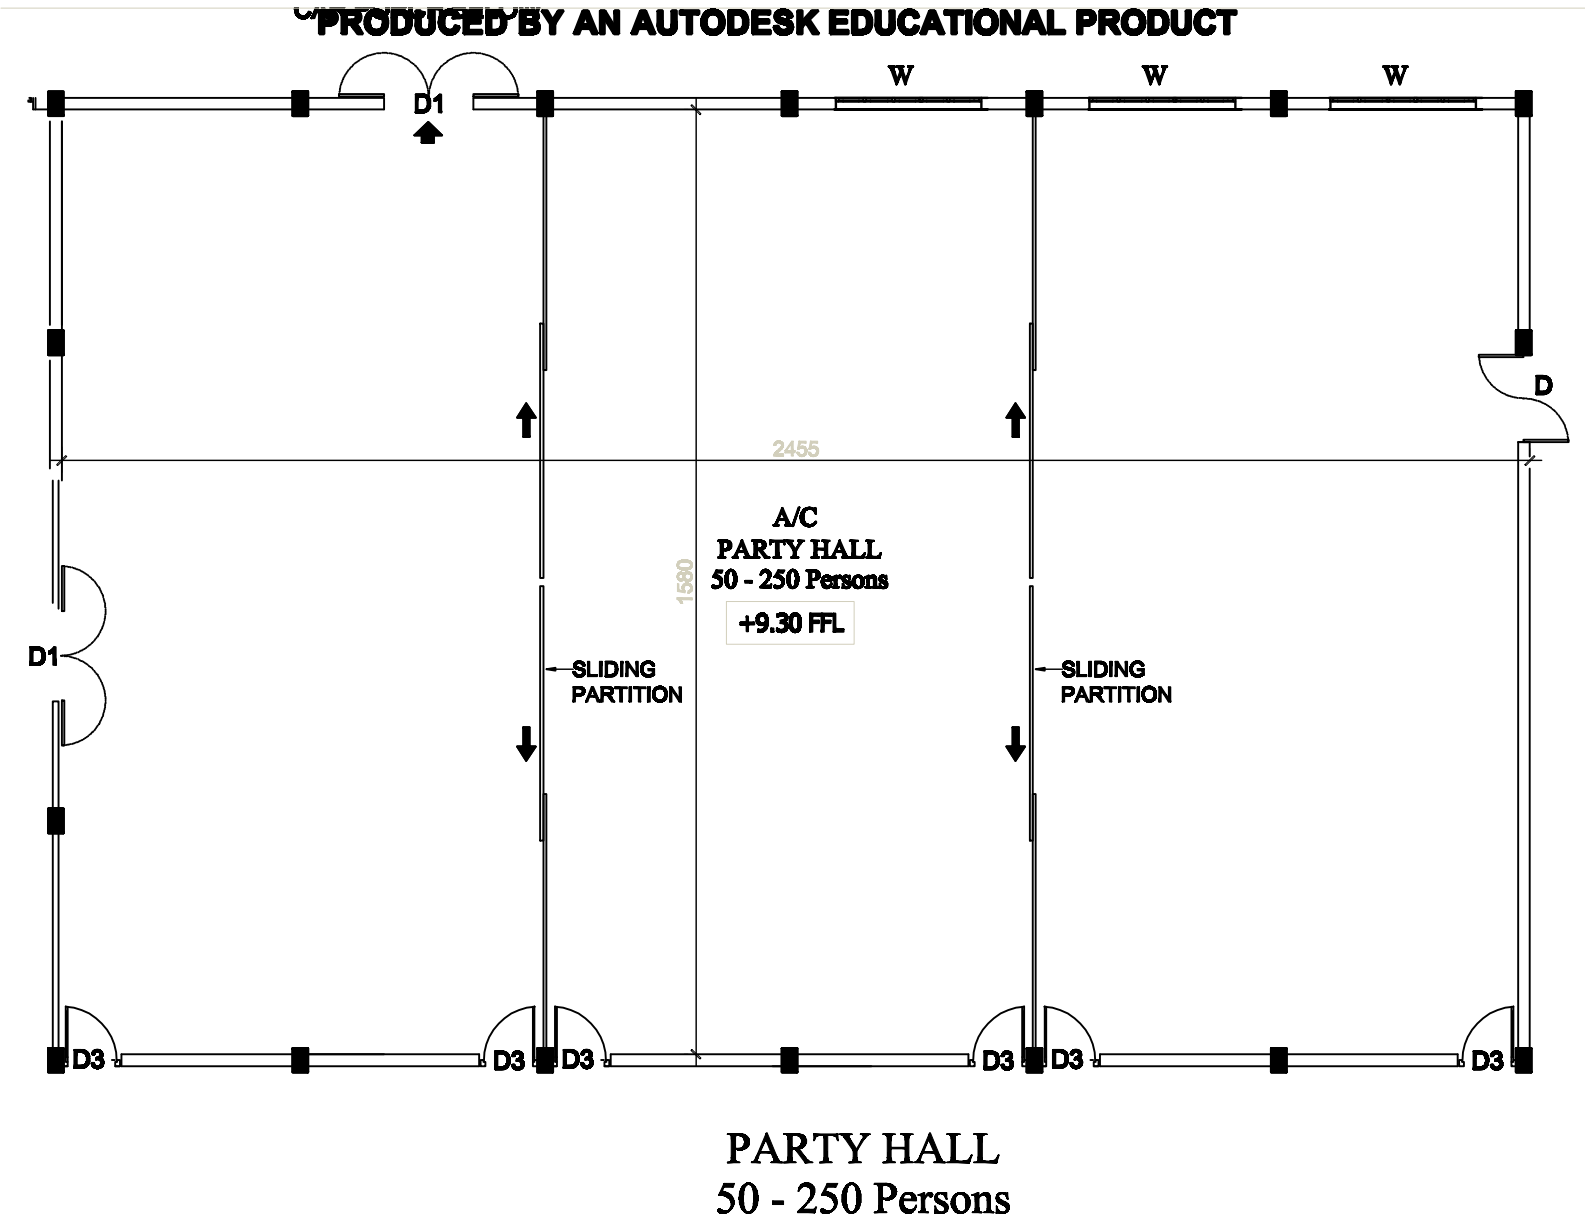 PRODUCED BY AN AUTODESK EDUCATIONAL PRODUCT
W
W
W
D1
D
2455
A/C
PARTY HALL
50 - 250 Persons
1580
+9.30 FFL
D1
SLIDING
PARTITION
SLIDING
PARTITION
D3
D3
D3
D3
D3
D3
PARTY HALL
50 - 250 Persons